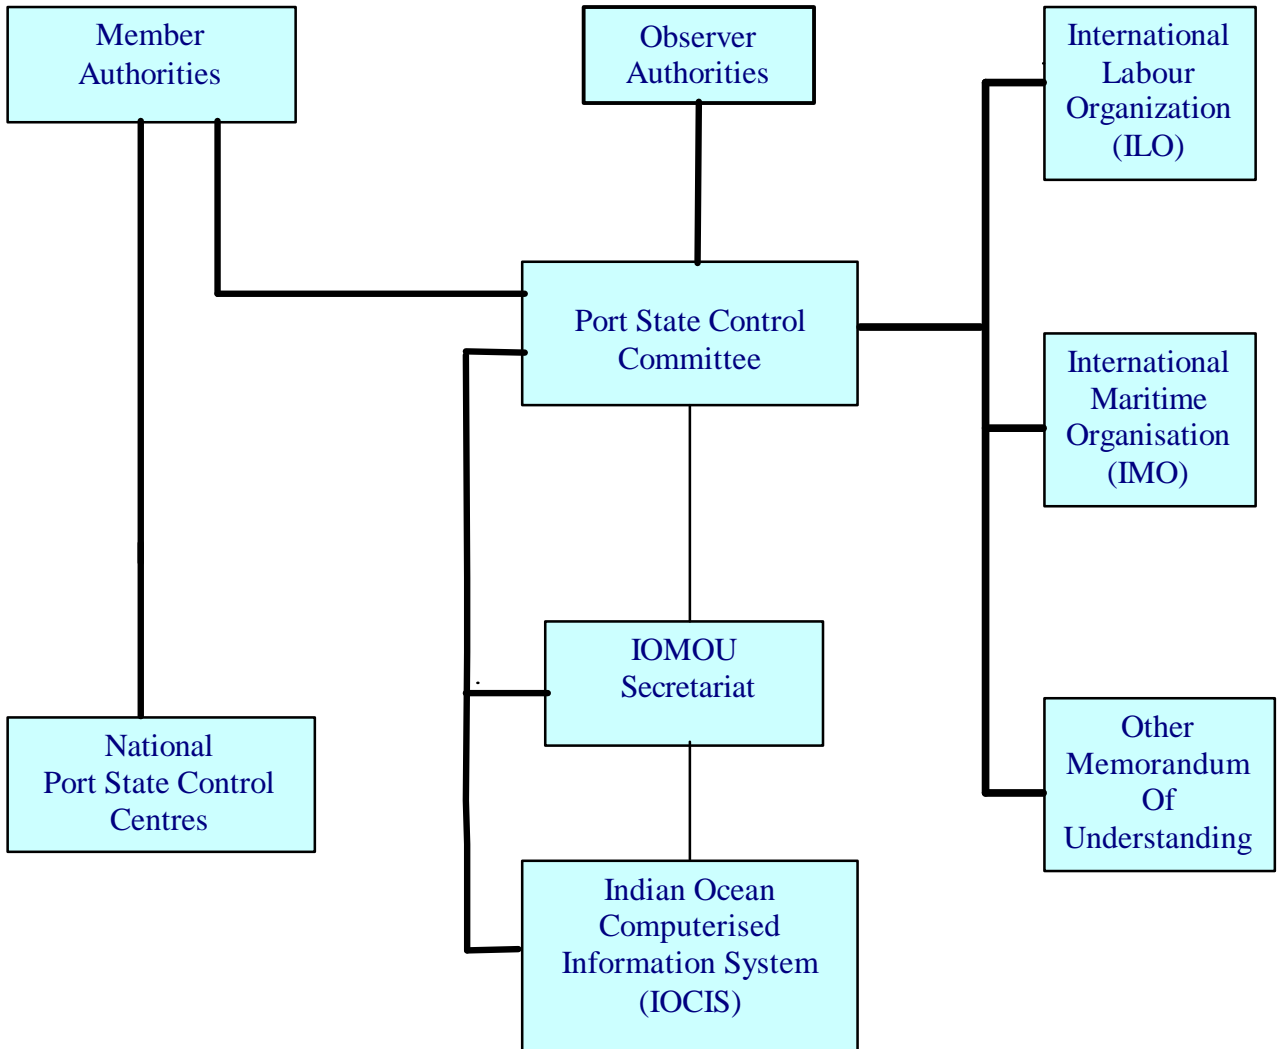 Member
Authorities
Observer
Authorities
International
Labour
Organization
(ILO)
Port State Control
Committee
International
Maritime
Organisation
(IMO)
IOMOU
Secretariat
National
Port State Control
Centres
Other
Memorandum
Of
Understanding
Indian Ocean
Computerised
Information System
(IOCIS)